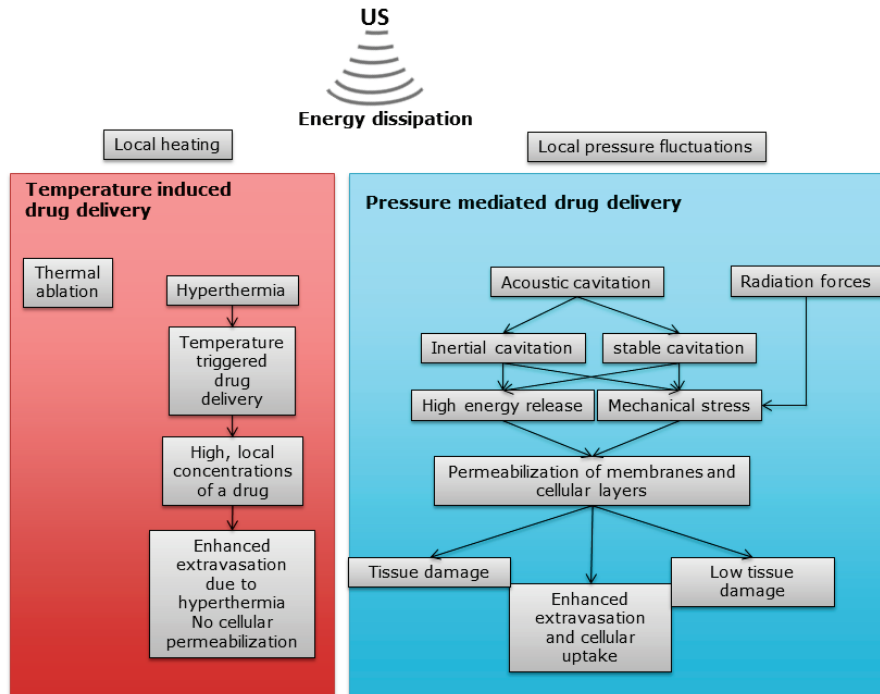 US
Energy dissipation
Local heating
Local pressure fluctuations
Temperature induced
drug delivery
Thermal
ablation
Hyperthermia
Temperature
triggered
drug
delivery
High, local
concentrations
of a drug
Enhanced
extravasation
due to
hyperthermia
No cellular
permeabilization
Pressure mediated drug delivery
Acoustic cavitation
Radiation forces
Inertial cavitation
stable cavitation
High energy release
Mechanical stress
Permeabilization of membranes and
cellular layers
Tissue damage
Enhanced
extravasation
and cellular
uptake
Low tissue
damage